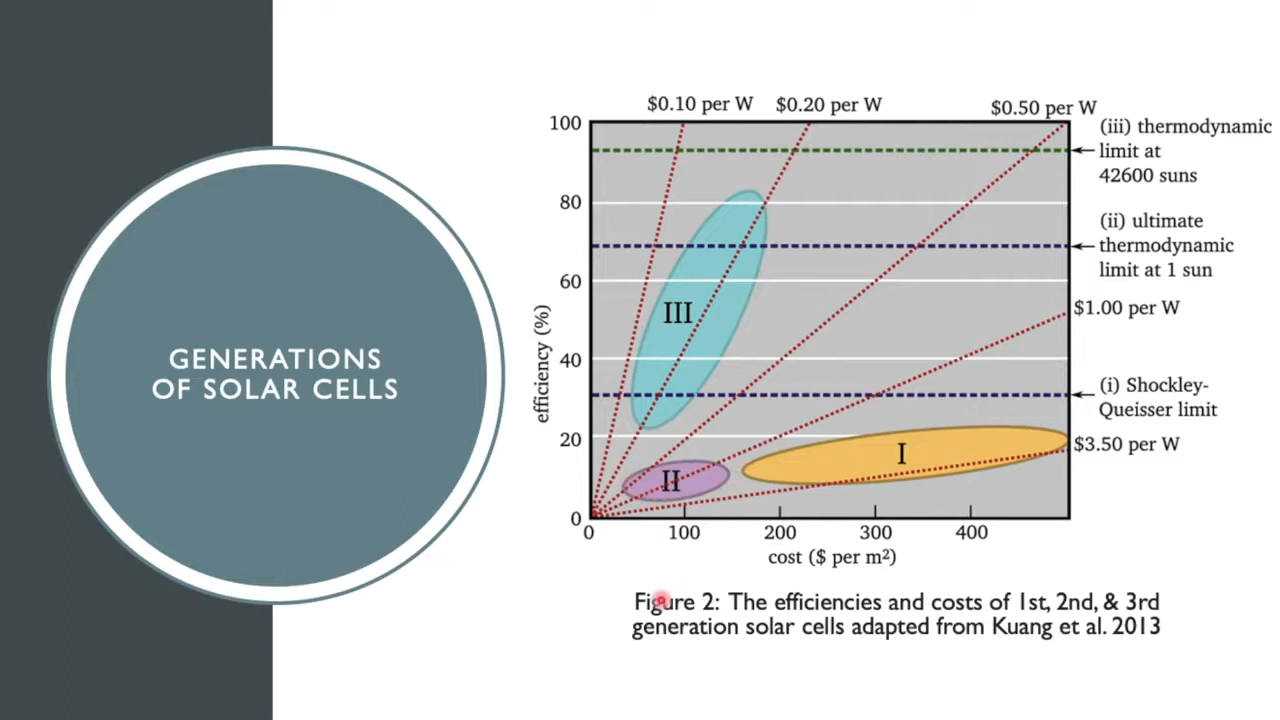 GENERATIONS
OF SOLAR CELLS
$0.10 per W
$0.20 per W
$0.50 per W
100
80
60
40
20
0
efficiency (%)
III
II
I
(iii) thermodynamic
limit at
42600 suns
(ii) ultimate
thermodynamic
limit at 1 sun
$1.00 per W
(i) Shockley-
Queisser limit
$3.50 per W
0
100
200
300
400
cost ($ per m²)
Figure 2: The efficiencies and costs of 1st, 2nd, & 3rd
generation solar cells adapted from Kuang et al. 2013